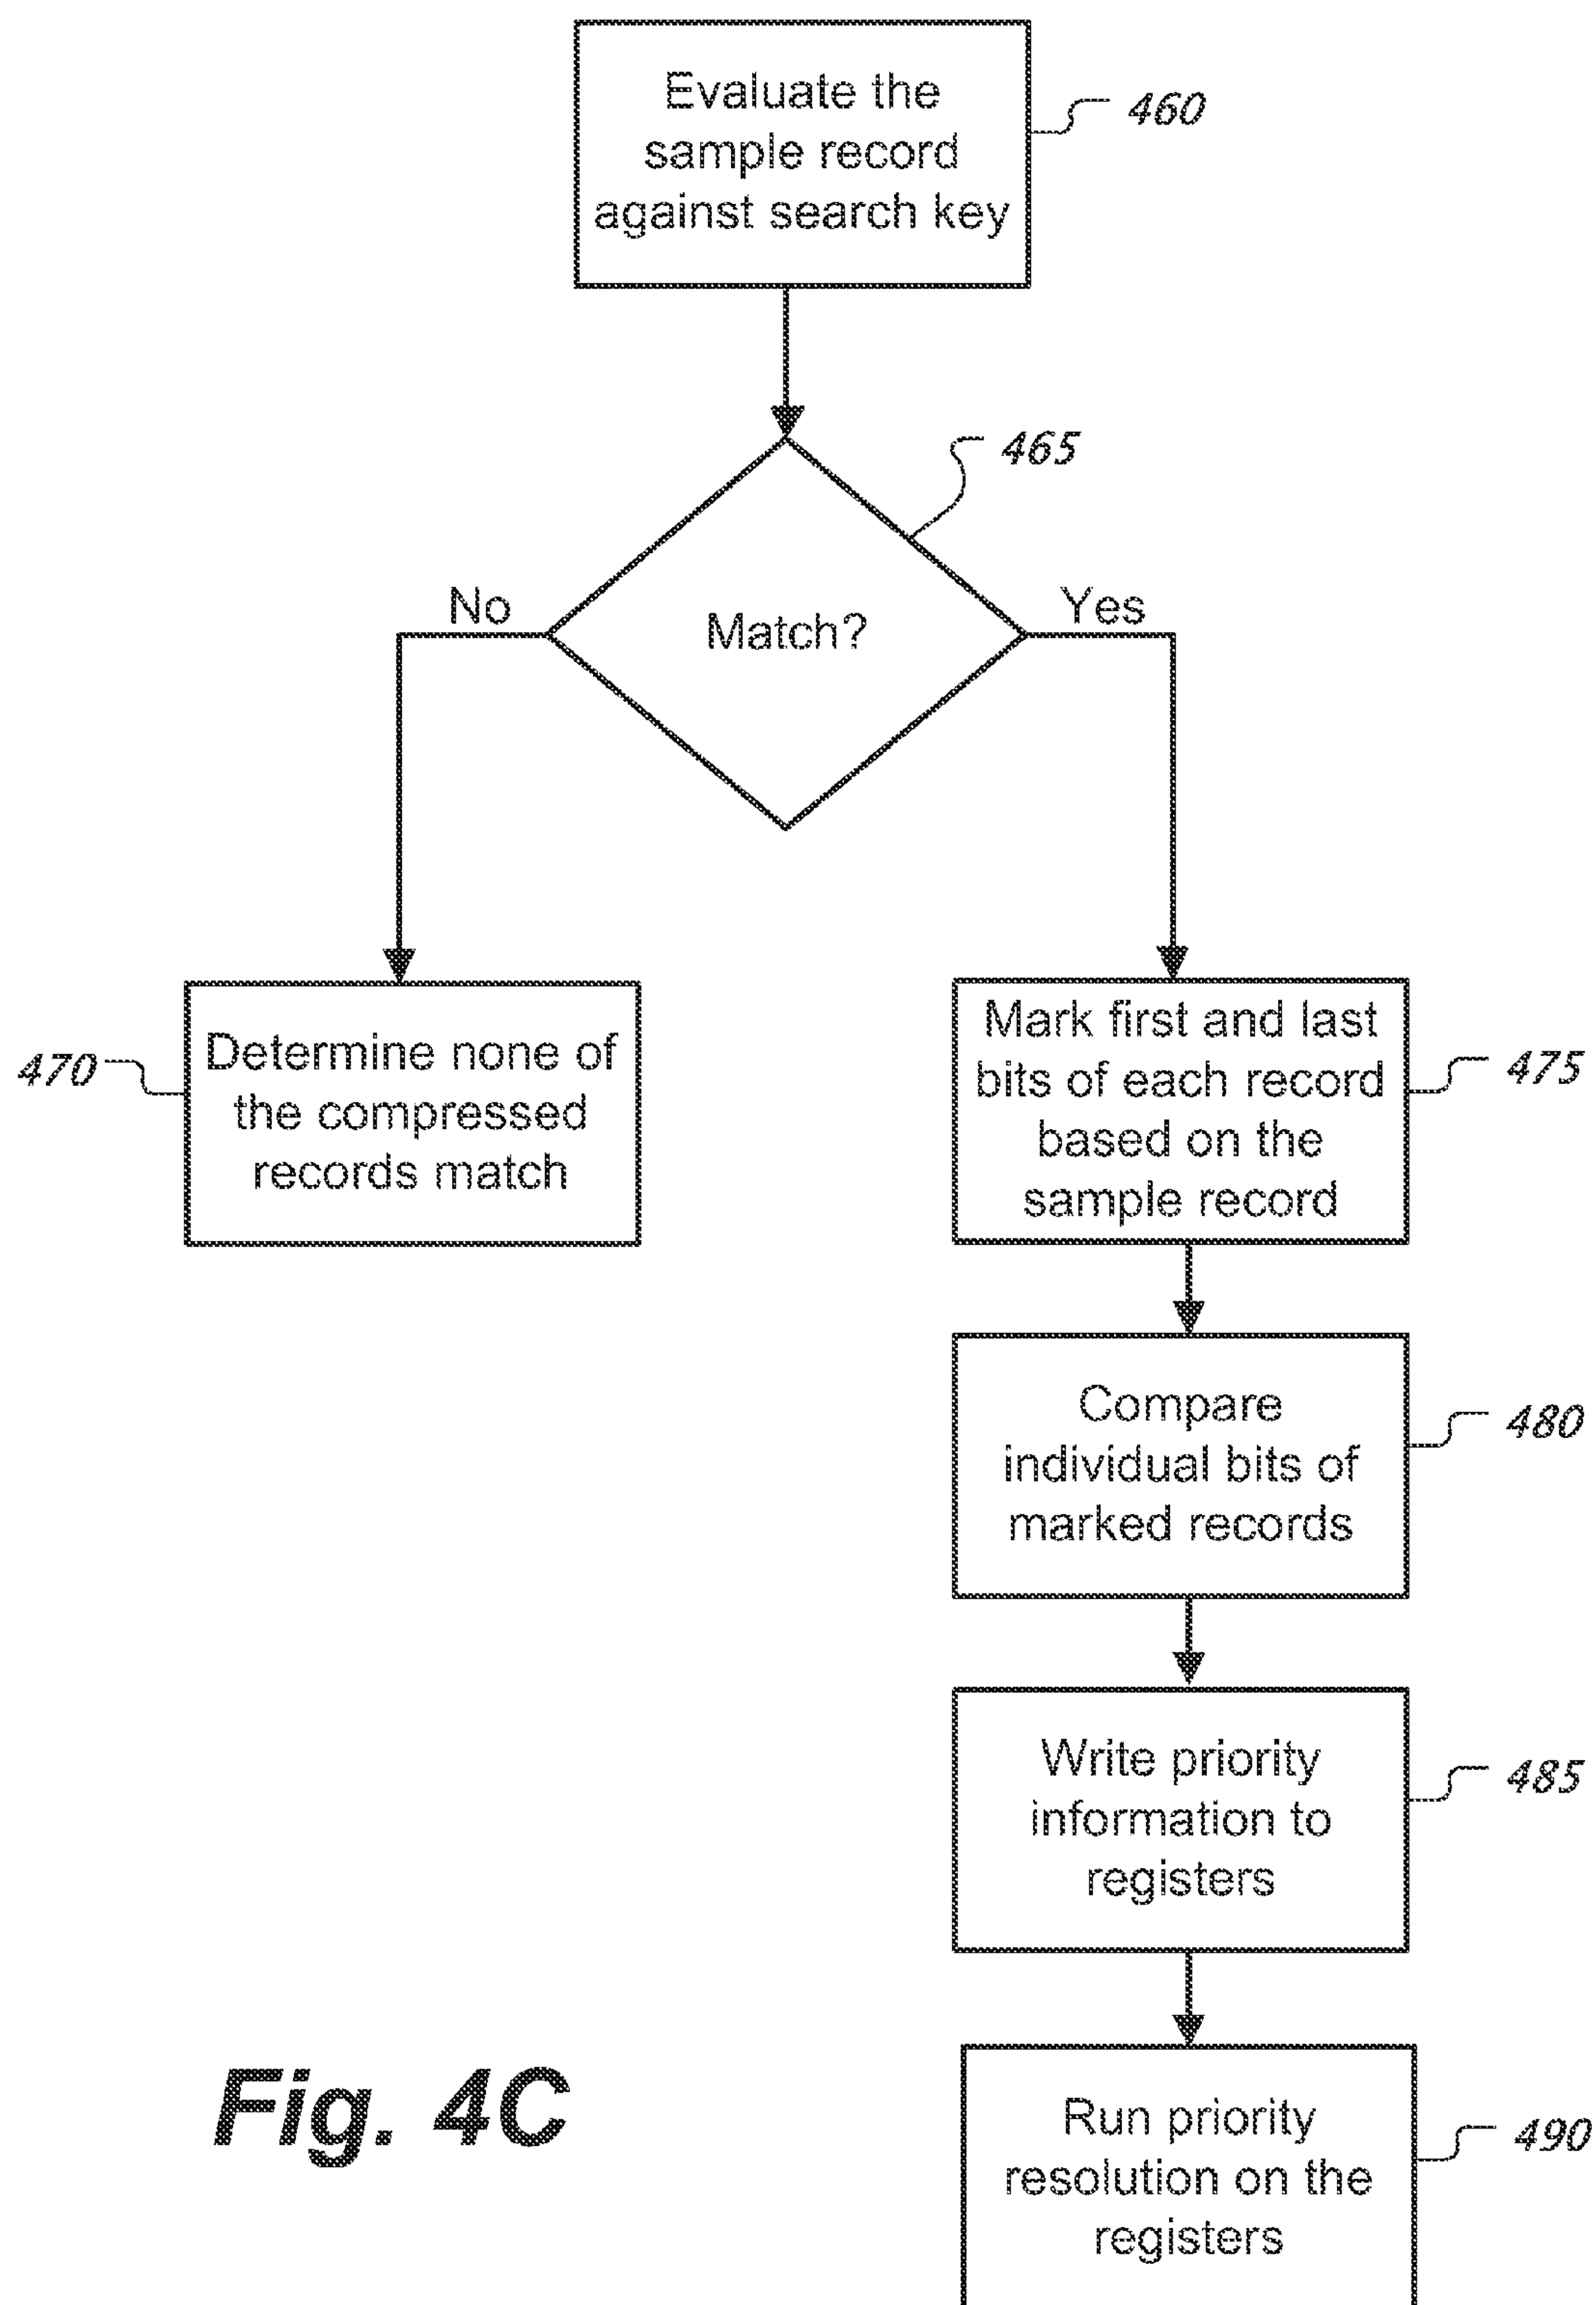 Evaluate the
sample record
against search key
460
465
No
Match?
Yes
470
Determine none of
the compressed
records match
Mark first and last
bits of each record
based on the
sample record
475
Compare
individual bits of
marked records
480
Write priority
information to
registers
485
Run priority
resolution on the
registers
490
Fig. 4C